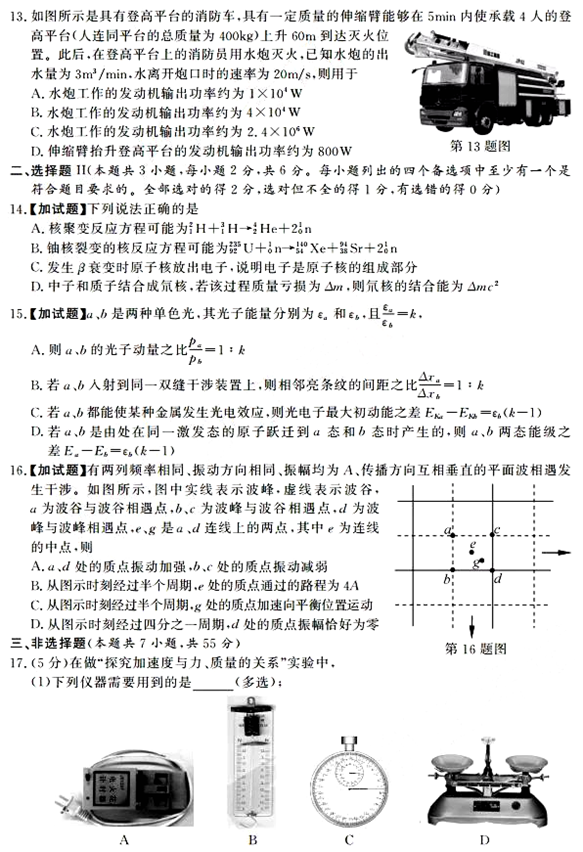 13.如图所示是具有登高平台的消防车,具有一定质量的伸缩臂能够在5min内使承载4人的登
高平台(人连同平台的总质量为400kg)上升60m到达灭火位
置。此后,在登高平台上的消防员用水炮灭火,已知水炮的出
水量为3m³/min,水离开炮口时的速率为20m/s,则用于
A.水炮工作的发动机输出功率约为1×10⁴W
B.水炮工作的发动机输出功率约为4×10⁴W
C.水炮工作的发动机输出功率约为2.4×10⁶W
D.伸缩臂抬升登高平台的发动机输出功率约为800W
第13题图
二、选择题II(本题共3小题,每小题2分,共6分。每小题列出的四个备选项中至少有一个是
符合题目要求的。全部选对的得2分,选对但不全的得1分,有选错的得0分)
14.【加试题】下列说法正确的是
A.核聚变反应方程可能为²₁H+³₁H→⁴₂He+2¹₀n
B.铀核裂变的核反应方程可能为²³⁵₉₂U+¹₀n→¹⁴⁰₅₄Xe+⁹⁴₃₈Sr+2¹₀n
C.发生β衰变时原子核放出电子,说明电子是原子核的组成部分
D.中子和质子结合成氘核,若该过程质量亏损为Δm,则氘核的结合能为Δmc²
15.【加试题】a、b是两种单色光,其光子能量分别为εₐ和ε_b,且εₐ/ε_b=k,
A.则a、b的光子动量之比pₐ/p_b=1:k
B.若a、b入射到同一双缝干涉装置上,则相邻亮条纹的间距之比Δxₐ/Δx_b=1:k
C.若a、b都能使某种金属发生光电效应,则光电子最大初动能之差E_Ka-E_Kb=ε_b(k-1)
D.若a、b是由处在同一激发态的原子跃迁到a态和b态时产生的,则a、b两态能级之
差Eₐ-E_b=ε_b(k-1)
16.【加试题】有两列频率相同、振动方向相同、振幅均为A、传播方向互相垂直的平面波相遇发
生干涉。如图所示,图中实线表示波峰,虚线表示波谷,
a为波谷与波谷相遇点,b、c为波峰与波谷相遇点,d为波
峰与波峰相遇点,e、g是a、d连线上的两点,其中e为连线
的中点,则
A.a、d处的质点振动加强,b、c处的质点振动减弱
B.从图示时刻经过半个周期,e处的质点通过的路程为4A
C.从图示时刻经过半个周期,g处的质点加速向平衡位置运动
D.从图示时刻经过四分之一周期,d处的质点振幅恰好为零
a
c
e
g
b
d
第16题图
三、非选择题(本题共7小题,共55分)
17.(5分)在做“探究加速度与力、质量的关系”实验中,
(1)下列仪器需要用到的是______(多选);
A
B
C
D